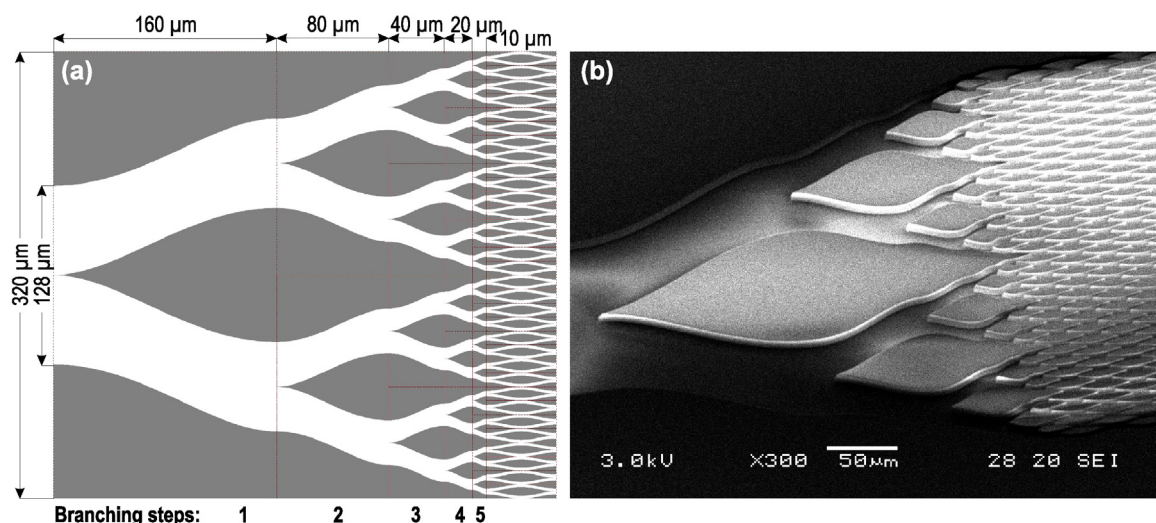 160 µm 80 µm 40 µm 20 µm
10 µm
(a)
(b)
320 µm
128 µm
3.0kV X300 50µm 28 20 SEI
Branching steps: 1 2 3 4 5